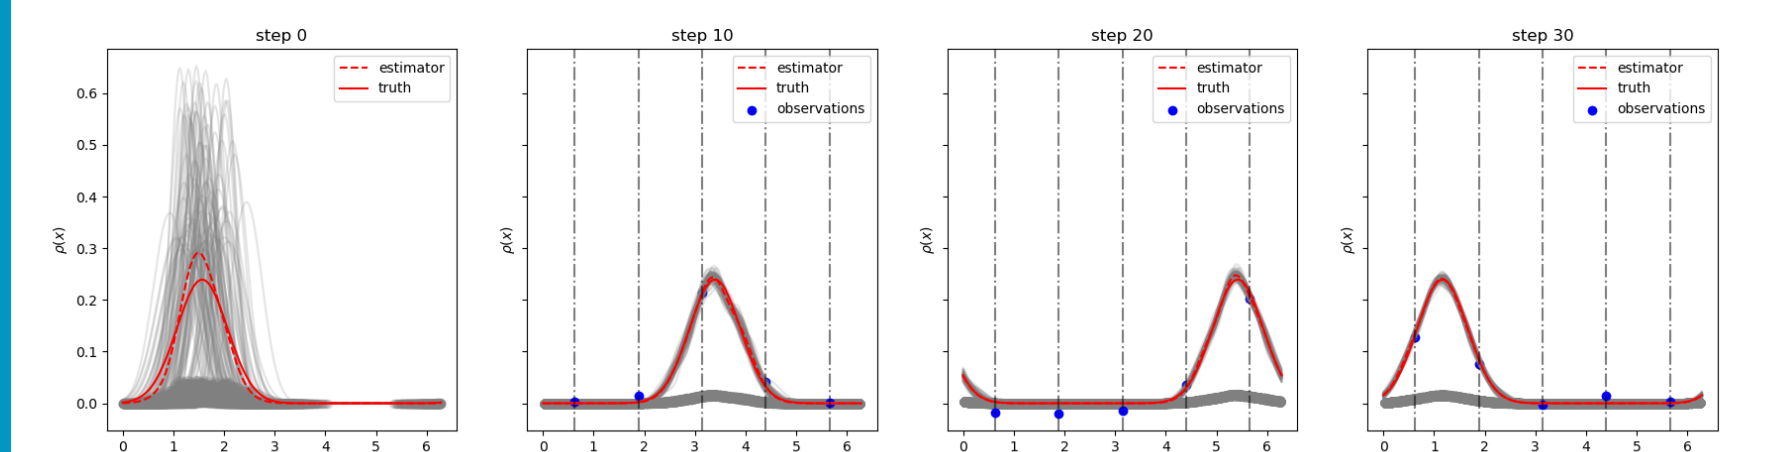 step 0
estimator
truth
ρ(x)
0.6
0.5
0.4
0.3
0.2
0.1
0.0
0 1 2 3 4 5 6
step 10
estimator
truth
observations
ρ(x)
0 1 2 3 4 5 6
step 20
estimator
truth
observations
ρ(x)
0 1 2 3 4 5 6
step 30
estimator
truth
observations
ρ(x)
0 1 2 3 4 5 6